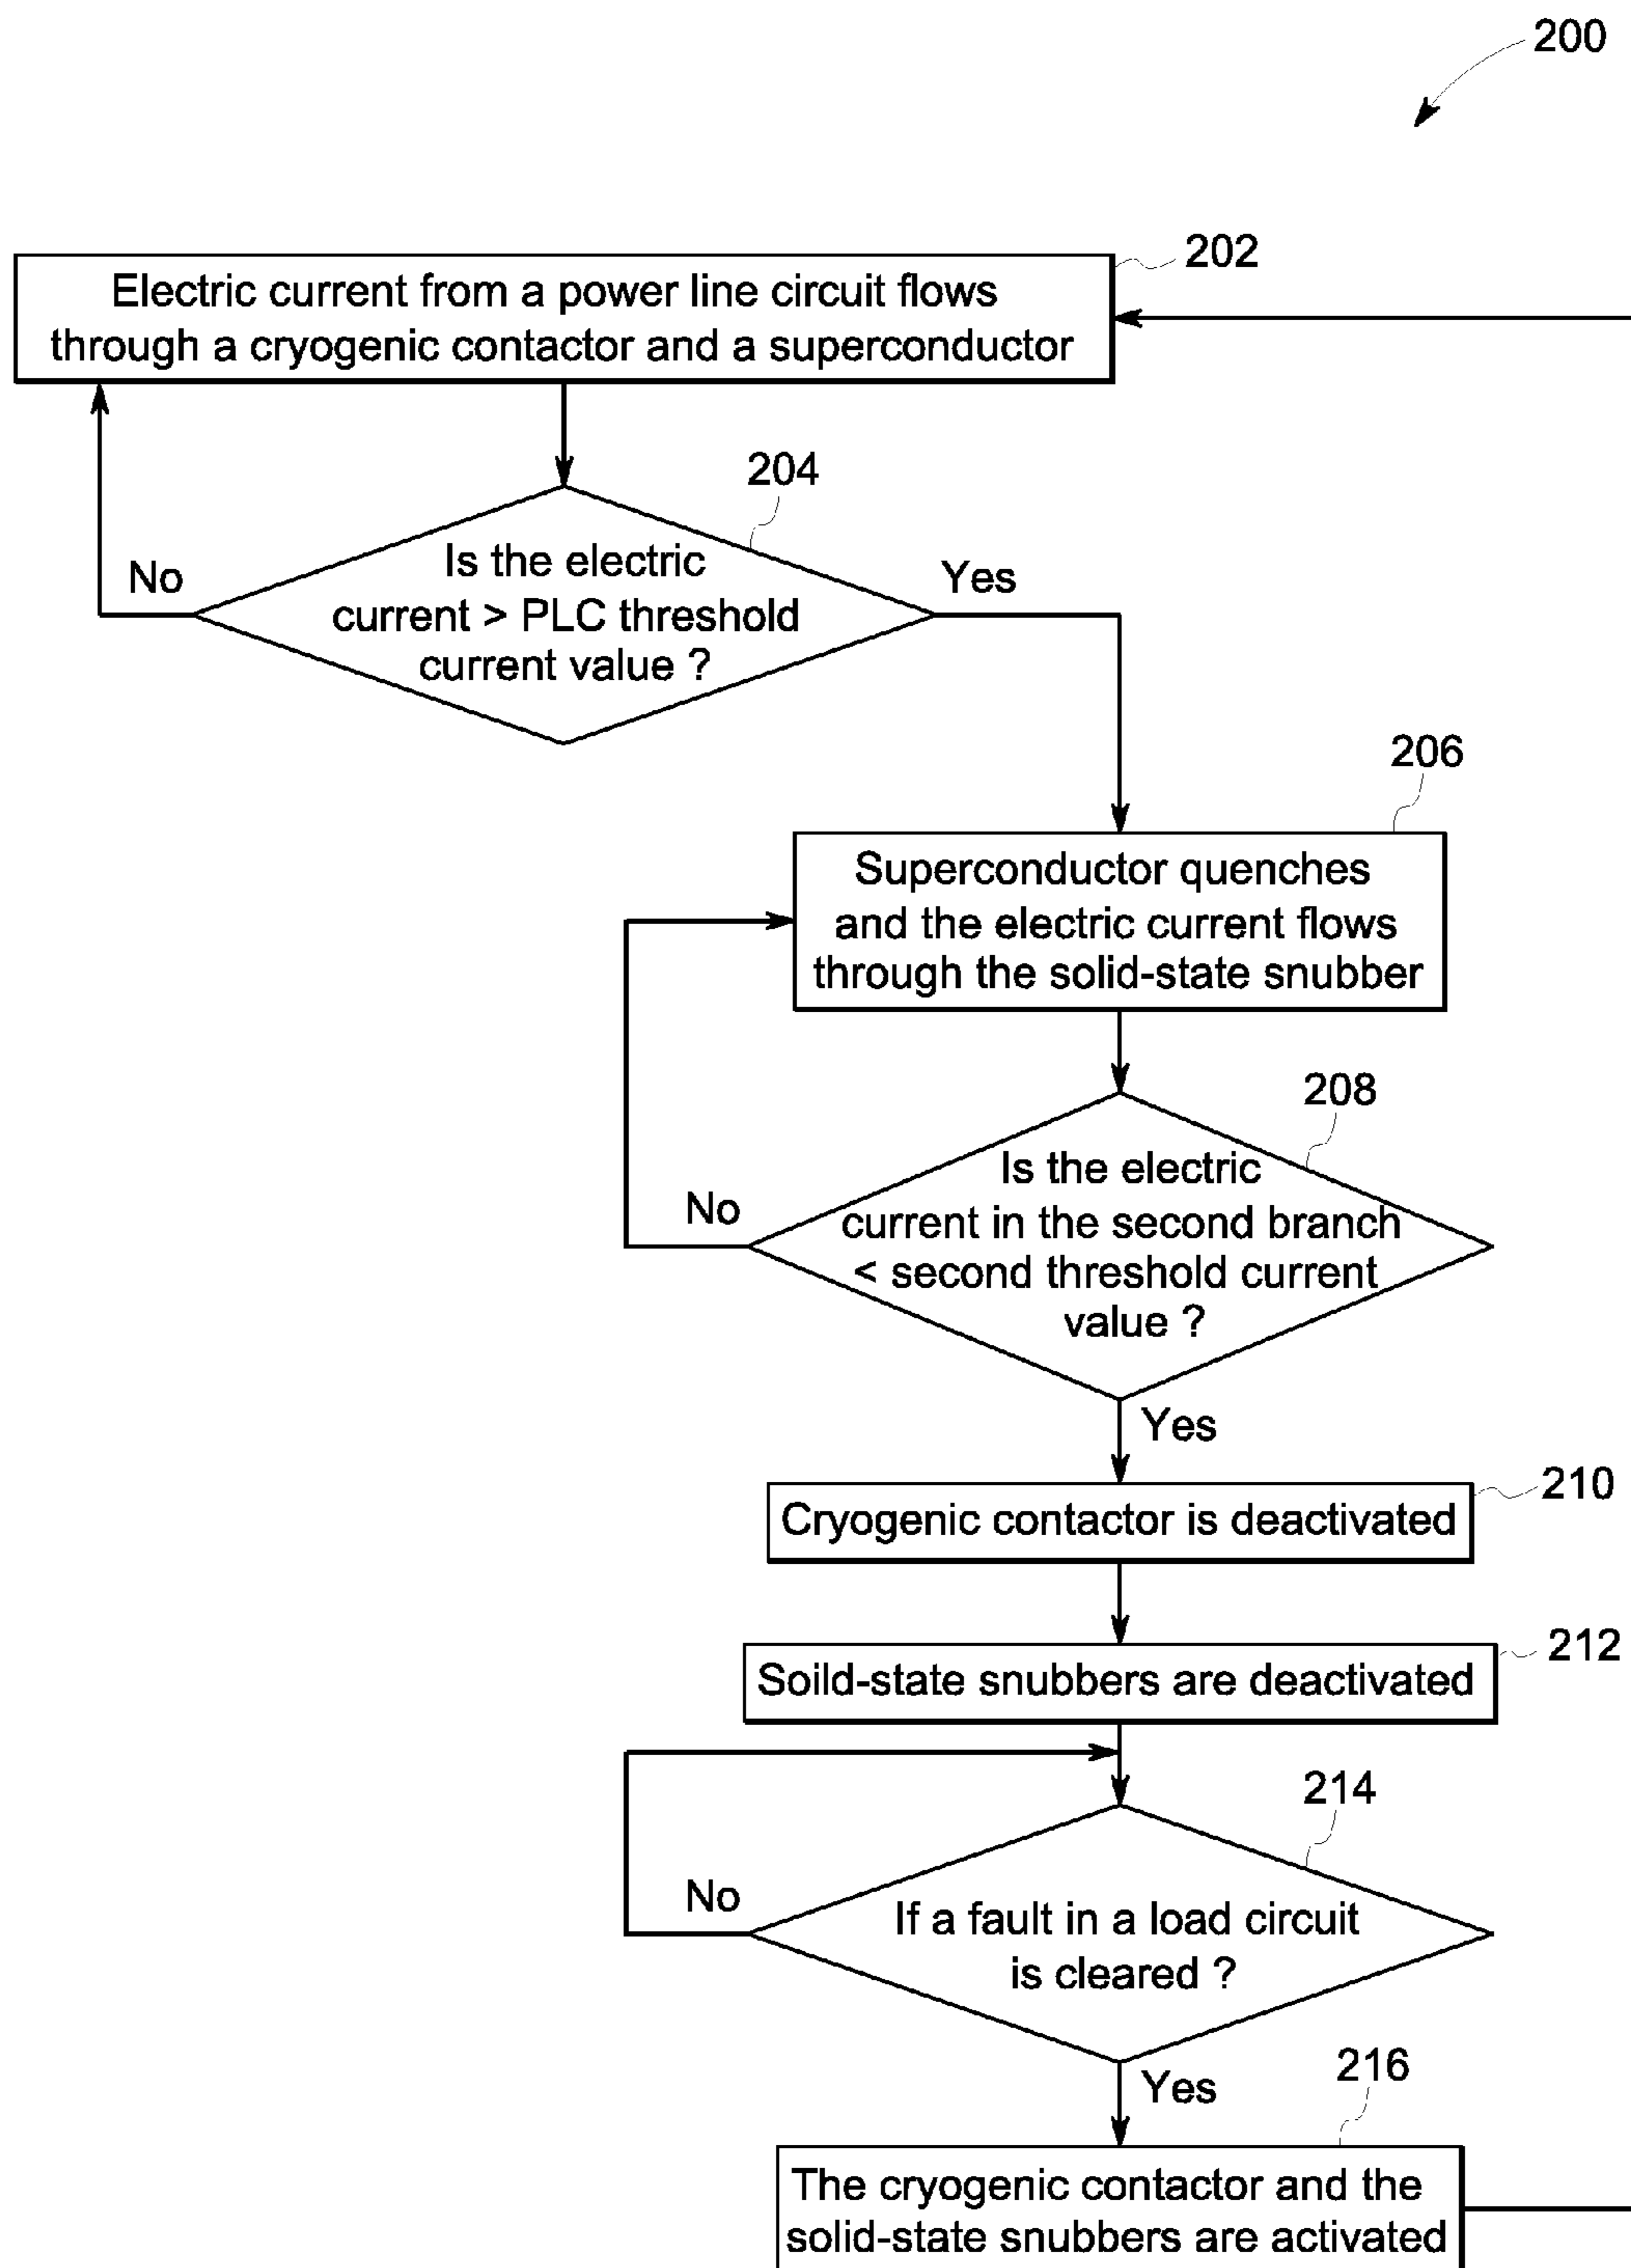 200
202
Electric current from a power line circuit flows
through a cryogenic contactor and a superconductor
204
Is the electric
current > PLC threshold
current value ?
No
Yes
206
Superconductor quenches
and the electric current flows
through the solid-state snubber
208
Is the electric
current in the second branch
< second threshold current
value ?
No
Yes
210
Cryogenic contactor is deactivated
212
Soild-state snubbers are deactivated
214
If a fault in a load circuit
is cleared ?
No
Yes
216
The cryogenic contactor and the
solid-state snubbers are activated